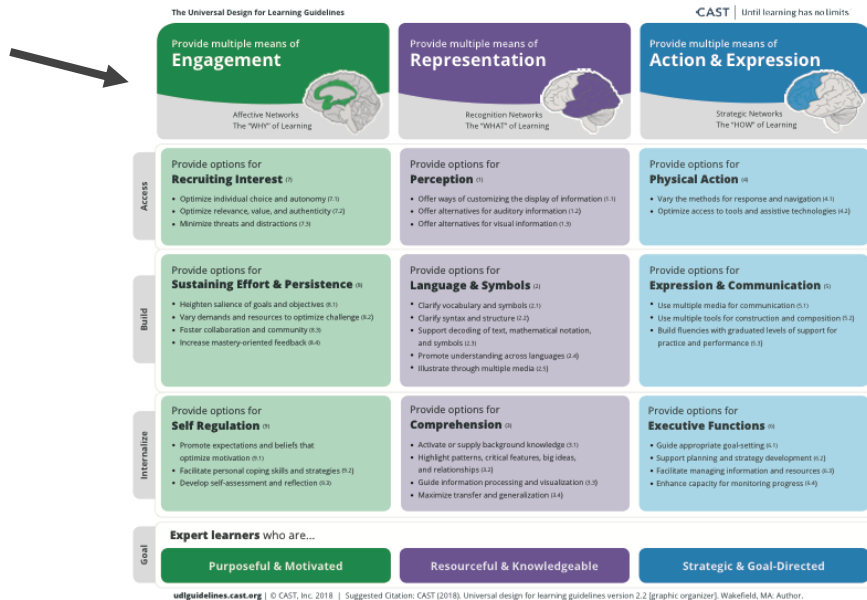 The Universal Design for Learning Guidelines
CAST | Until learning has no limits
Provide multiple means of
Engagement
Affective Networks
The "WHY" of Learning
Provide multiple means of
Representation
Recognition Networks
The "WHAT" of Learning
Provide multiple means of
Action & Expression
Strategic Networks
The "HOW" of Learning
Access
Provide options for
Recruiting Interest (7)
• Optimize individual choice and autonomy (7.1)
• Optimize relevance, value, and authenticity (7.2)
• Minimize threats and distractions (7.3)
Provide options for
Perception (1)
• Offer ways of customizing the display of information (1.1)
• Offer alternatives for auditory information (1.2)
• Offer alternatives for visual information (1.3)
Provide options for
Physical Action (4)
• Vary the methods for response and navigation (4.1)
• Optimize access to tools and assistive technologies (4.2)
Build
Provide options for
Sustaining Effort & Persistence (8)
• Heighten salience of goals and objectives (8.1)
• Vary demands and resources to optimize challenge (8.2)
• Foster collaboration and community (8.3)
• Increase mastery-oriented feedback (8.4)
Provide options for
Language & Symbols (2)
• Clarify vocabulary and symbols (2.1)
• Clarify syntax and structure (2.2)
• Support decoding of text, mathematical notation,
and symbols (2.3)
• Promote understanding across languages (2.4)
• Illustrate through multiple media (2.5)
Provide options for
Expression & Communication (5)
• Use multiple media for communication (5.1)
• Use multiple tools for construction and composition (5.2)
• Build fluencies with graduated levels of support for
practice and performance (5.3)
Internalize
Provide options for
Self Regulation (9)
• Promote expectations and beliefs that
optimize motivation (9.1)
• Facilitate personal coping skills and strategies (9.2)
• Develop self-assessment and reflection (9.3)
Provide options for
Comprehension (3)
• Activate or supply background knowledge (3.1)
• Highlight patterns, critical features, big ideas,
and relationships (3.2)
• Guide information processing and visualization (3.3)
• Maximize transfer and generalization (3.4)
Provide options for
Executive Functions (6)
• Guide appropriate goal-setting (6.1)
• Support planning and strategy development (6.2)
• Facilitate managing information and resources (6.3)
• Enhance capacity for monitoring progress (6.4)
Goal
Expert learners who are...
Purposeful & Motivated
Resourceful & Knowledgeable
Strategic & Goal-Directed
udlguidelines.cast.org | © CAST, Inc. 2018 | Suggested Citation: CAST (2018). Universal design for learning guidelines version 2.2 [graphic organizer]. Wakefield, MA: Author.